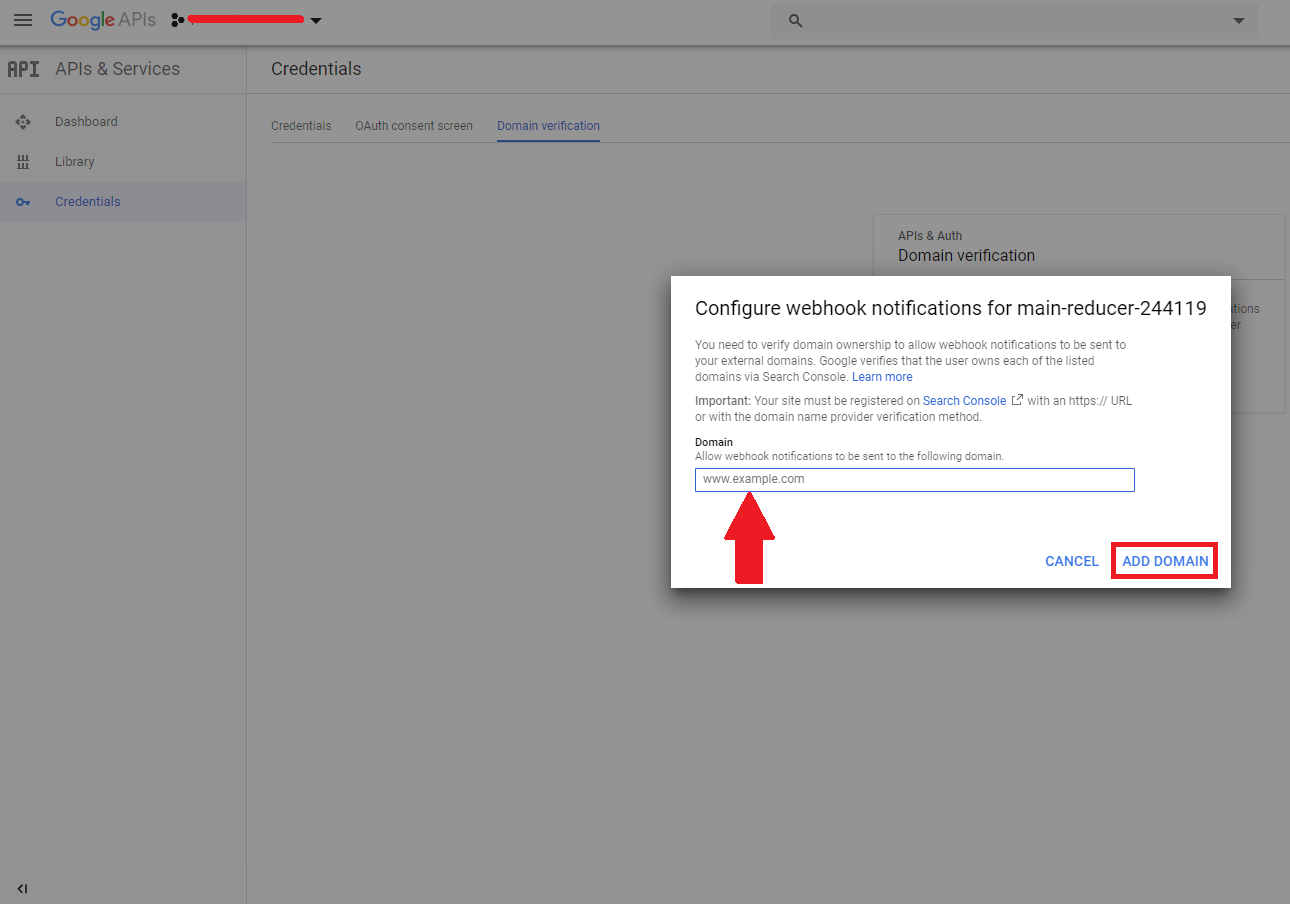 Google APIs
API APIs & Services
Credentials
Dashboard
Library
Credentials
Credentials OAuth consent screen Domain verification
APIs & Auth
Domain verification
Configure webhook notifications for main-reducer-244119
You need to verify domain ownership to allow webhook notifications to be sent to
your external domains. Google verifies that the user owns each of the listed
domains via Search Console. Learn more
Important: Your site must be registered on Search Console with an https:// URL
or with the domain name provider verification method.
Domain
Allow webhook notifications to be sent to the following domain.
www.example.com
CANCEL ADD DOMAIN